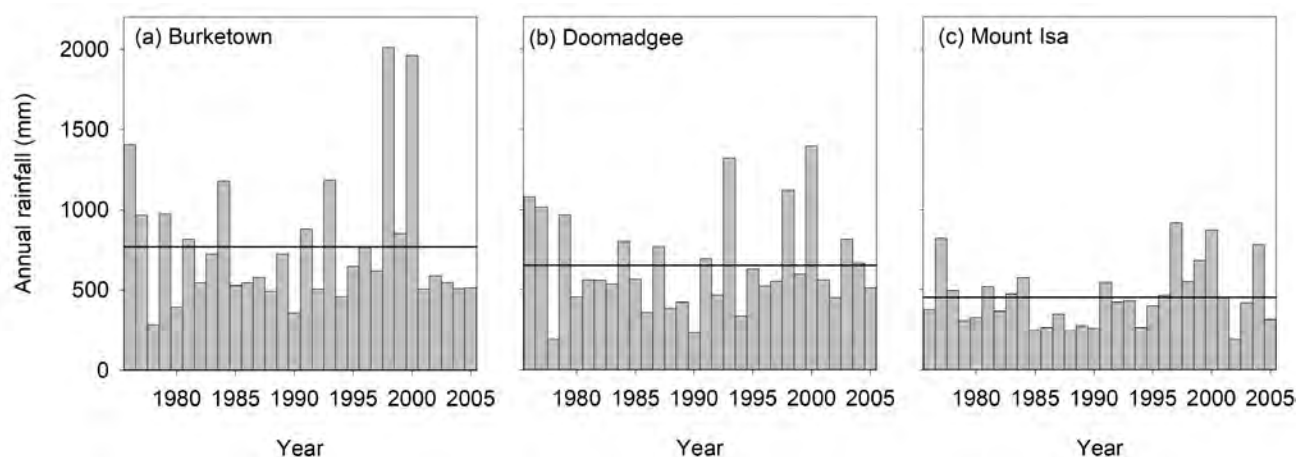 (a) Burketown
(b) Doomadgee
(c) Mount Isa
Annual rainfall (mm)
2000
1500
1000
500
0
1980 1985 1990 1995 2000 2005
1980 1985 1990 1995 2000 2005
1980 1985 1990 1995 2000 2005
Year
Year
Year